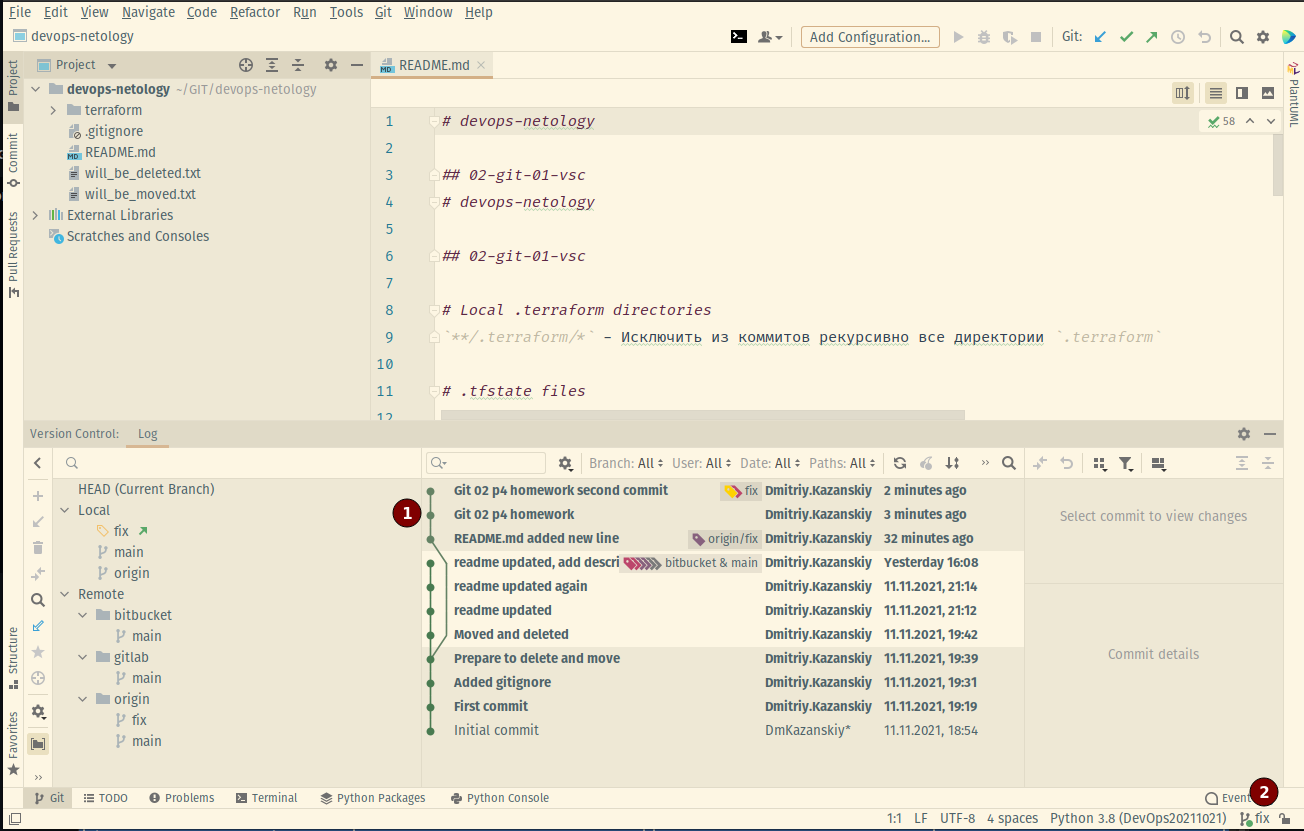 File Edit View Navigate Code Refactor Run Tools Git Window Help
devops-netology
Add Configuration...
Git:
Project
Commit
Pull Requests
Structure
Favorites
Project
devops-netology ~/GIT/devops-netology
terraform
.gitignore
README.md
will_be_deleted.txt
will_be_moved.txt
External Libraries
Scratches and Consoles
README.md
58
PlantUML
1 # devops-netology
2
3 ## 02-git-01-vsc
4 # devops-netology
5
6 ## 02-git-01-vsc
7
8 # Local .terraform directories
9 `**/.terraform/*` - Исключить из коммитов рекурсивно все директории `.terraform`
10
11 # .tfstate files
12
Version Control: Log
HEAD (Current Branch)
Local
fix
main
origin
Remote
bitbucket
main
gitlab
main
origin
fix
main
Branch: All User: All Date: All Paths: All
1
Git 02 p4 homework second commit fix Dmitriy.Kazanskiy 2 minutes ago
Git 02 p4 homework Dmitriy.Kazanskiy 3 minutes ago
README.md added new line origin/fix Dmitriy.Kazanskiy 32 minutes ago
readme updated, add descri bitbucket & main Dmitriy.Kazanskiy Yesterday 16:08
readme updated again Dmitriy.Kazanskiy 11.11.2021, 21:14
readme updated Dmitriy.Kazanskiy 11.11.2021, 21:12
Moved and deleted Dmitriy.Kazanskiy 11.11.2021, 19:42
Prepare to delete and move Dmitriy.Kazanskiy 11.11.2021, 19:39
Added gitignore Dmitriy.Kazanskiy 11.11.2021, 19:31
First commit Dmitriy.Kazanskiy 11.11.2021, 19:19
Initial commit DmKazanskiy* 11.11.2021, 18:54
Select commit to view changes
Commit details
Git TODO Problems Terminal Python Packages Python Console Event
2
1:1 LF UTF-8 4 spaces Python 3.8 (DevOps20211021) fix